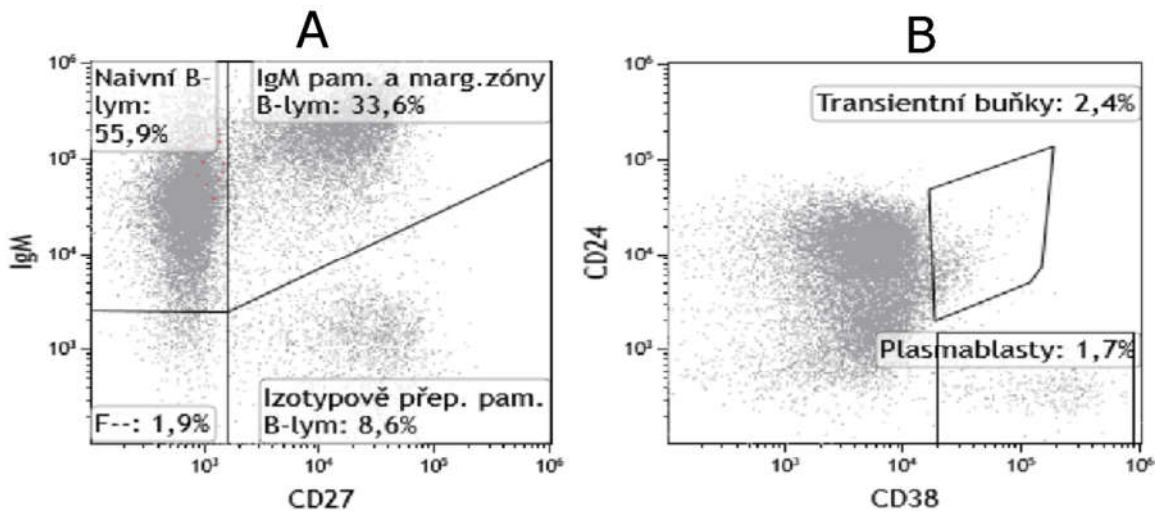 A
10⁶
10⁵
10⁴
10³
IgM
Naivní B-
lym:
55,9%
IgM pam. a marg.zóny
B-lym: 33,6%
F--: 1,9%
Izotypově přep. pam.
B-lym: 8,6%
10³
10⁴
10⁵
10⁶
CD27
B
10⁶
10⁵
10⁴
10³
CD24
Transientní buňky: 2,4%
Plasmablasty: 1,7%
10³
10⁴
10⁵
10⁶
CD38